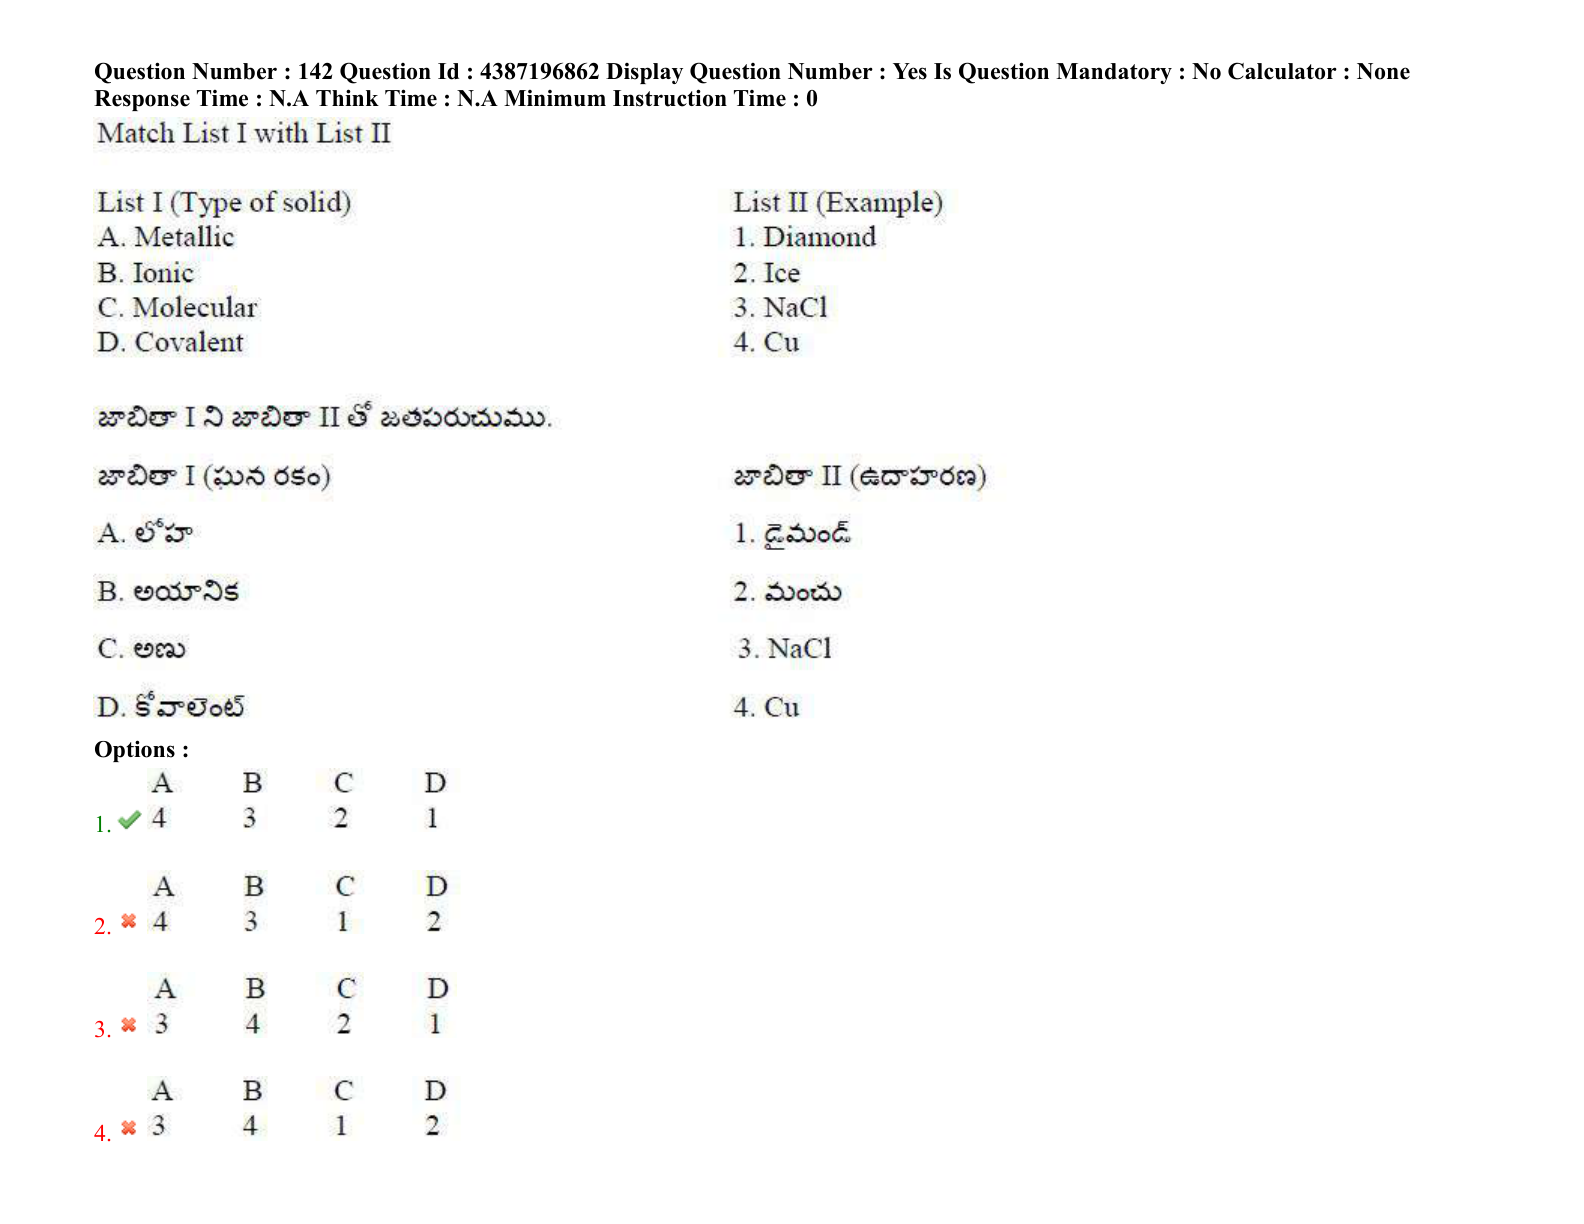 Question Number : 142 Question Id : 4387196862 Display Question Number : Yes Is Question Mandatory : No Calculator : None
Response Time : N.A Think Time : N.A Minimum Instruction Time : 0
Match List I with List II
List I (Type of solid) List II (Example)
A. Metallic 1. Diamond
B. Ionic 2. Ice
C. Molecular 3. NaCl
D. Covalent 4. Cu
జాబితా I ని జాబితా II తో జతపరుచుము.
జాబితా I (ఘన రకం) జాబితా II (ఉదాహరణ)
A. లోహ 1. డైమండ్
B. అయానిక 2. మంచు
C. అణు 3. NaCl
D. కోవాలెంట్ 4. Cu
Options :
A B C D
1. 4 3 2 1
A B C D
2. 4 3 1 2
A B C D
3. 3 4 2 1
A B C D
4. 3 4 1 2